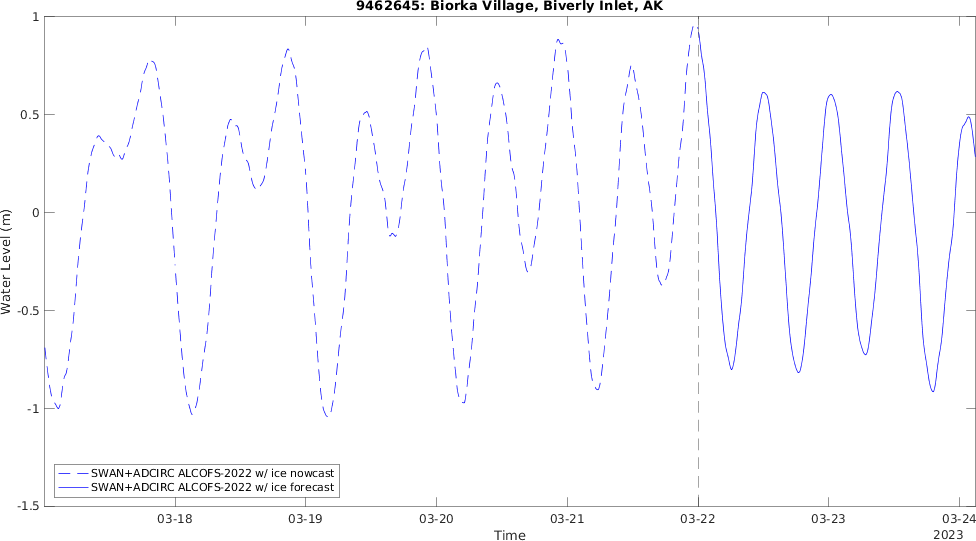 9462645: Biorka Village, Biverly Inlet, AK
1
0.5
0
-0.5
-1
-1.5
Water Level (m)
SWAN+ADCIRC ALCOFS-2022 w/ ice nowcast
SWAN+ADCIRC ALCOFS-2022 w/ ice forecast
03-18 03-19 03-20 03-21 03-22 03-23 03-24
Time 2023